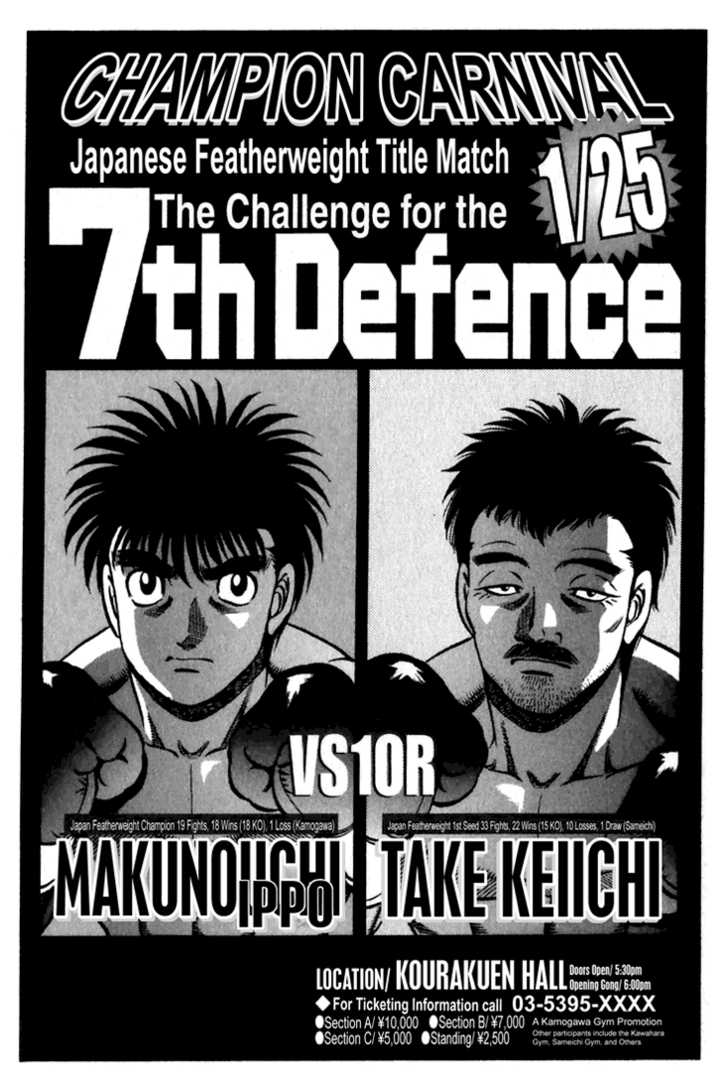 CHAMPION CARNIVAL
Japanese Featherweight Title Match
1/25
The Challenge for the
7th Defence
VS10R
Japan Featherweight Champion 19 Fights, 18 Wins (18 KO), 1 Loss (Kamogawa)
MAKUNOUCHI
IPPO
Japan Featherweight 1st Seed 33 Fights, 22 Wins (15 KO), 10 Losses, 1 Draw (Sameichi)
TAKE KEIICHI
LOCATION/ KOURAKUEN HALL
Doors Open/ 5:30pm
Opening Gong/ 6:00pm
◆ For Ticketing Information call 03-5395-XXXX
●Section A/ ¥10,000 ●Section B/ ¥7,000
●Section C/ ¥5,000 ●Standing/ ¥2,500
A Kamogawa Gym Promotion
Other participants include the Kawahara
Gym, Sameichi Gym, and Others